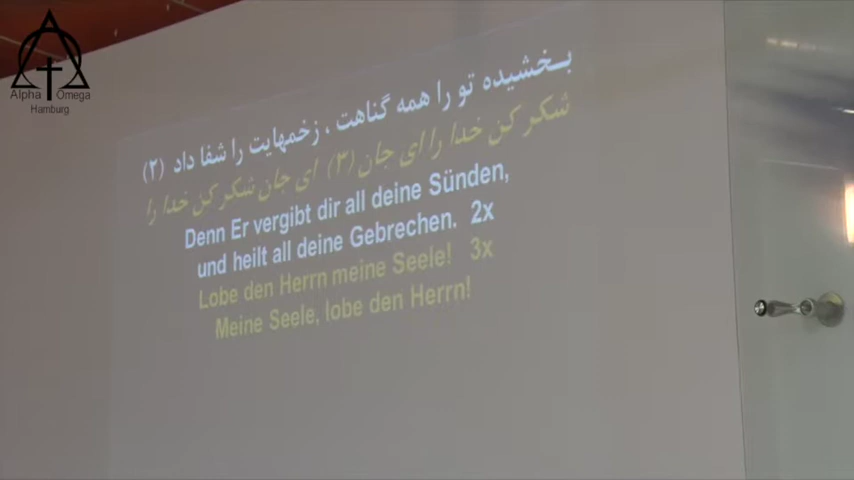 Alpha Omega
Hamburg.
بـخشیده تو را همه گناهت ، زخمهایت را شفا داد (۲)
شکر کن خدا را ای جان (۳) ای جان شکر کن خدا را
Denn Er vergibt dir all deine Sünden,
und heilt all deine Gebrechen. 2x
Lobe den Herrn meine Seele! 3x
Meine Seele, lobe den Herrn!